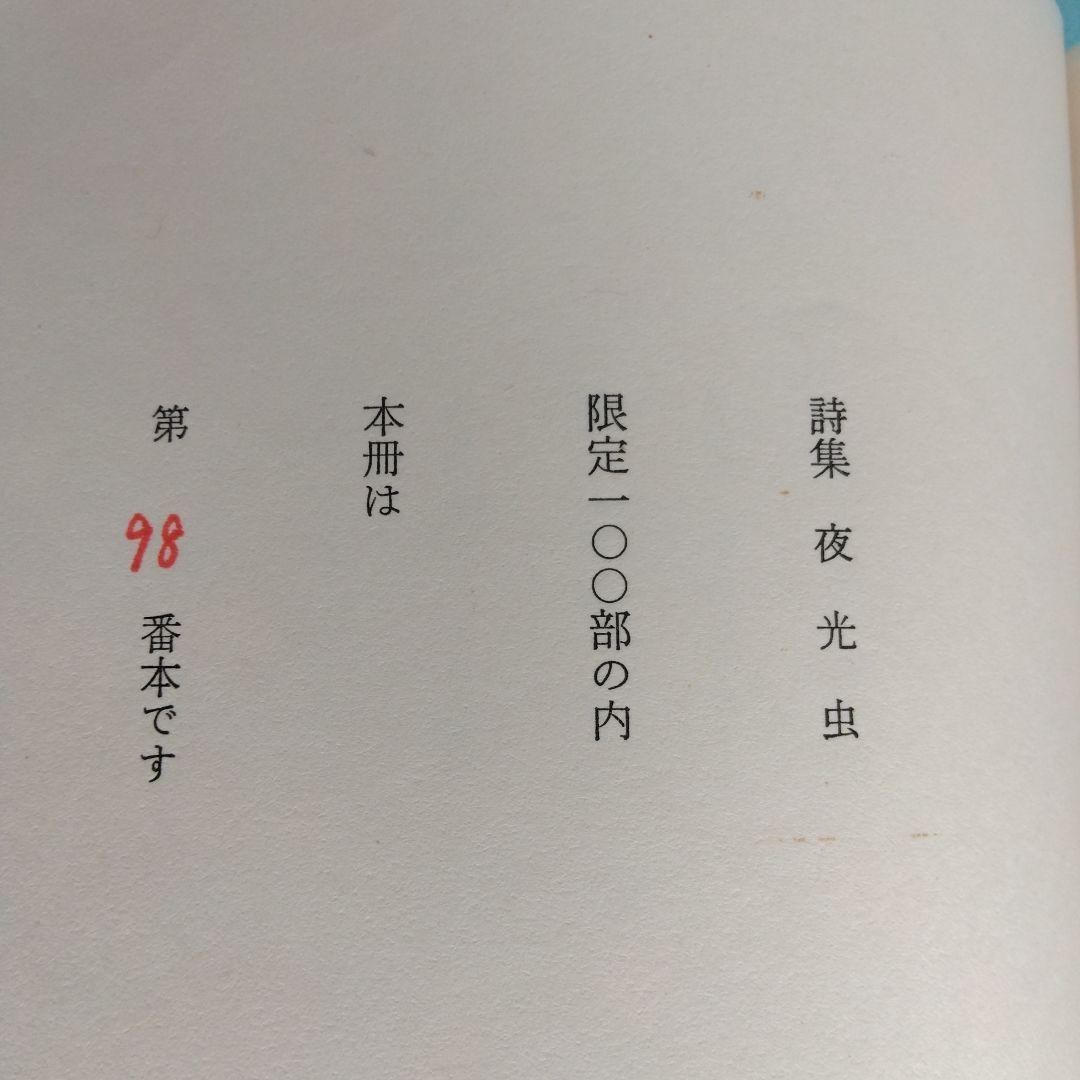 詩集 夜光虫
限定一〇〇部の内
本冊は
第 98 番本です